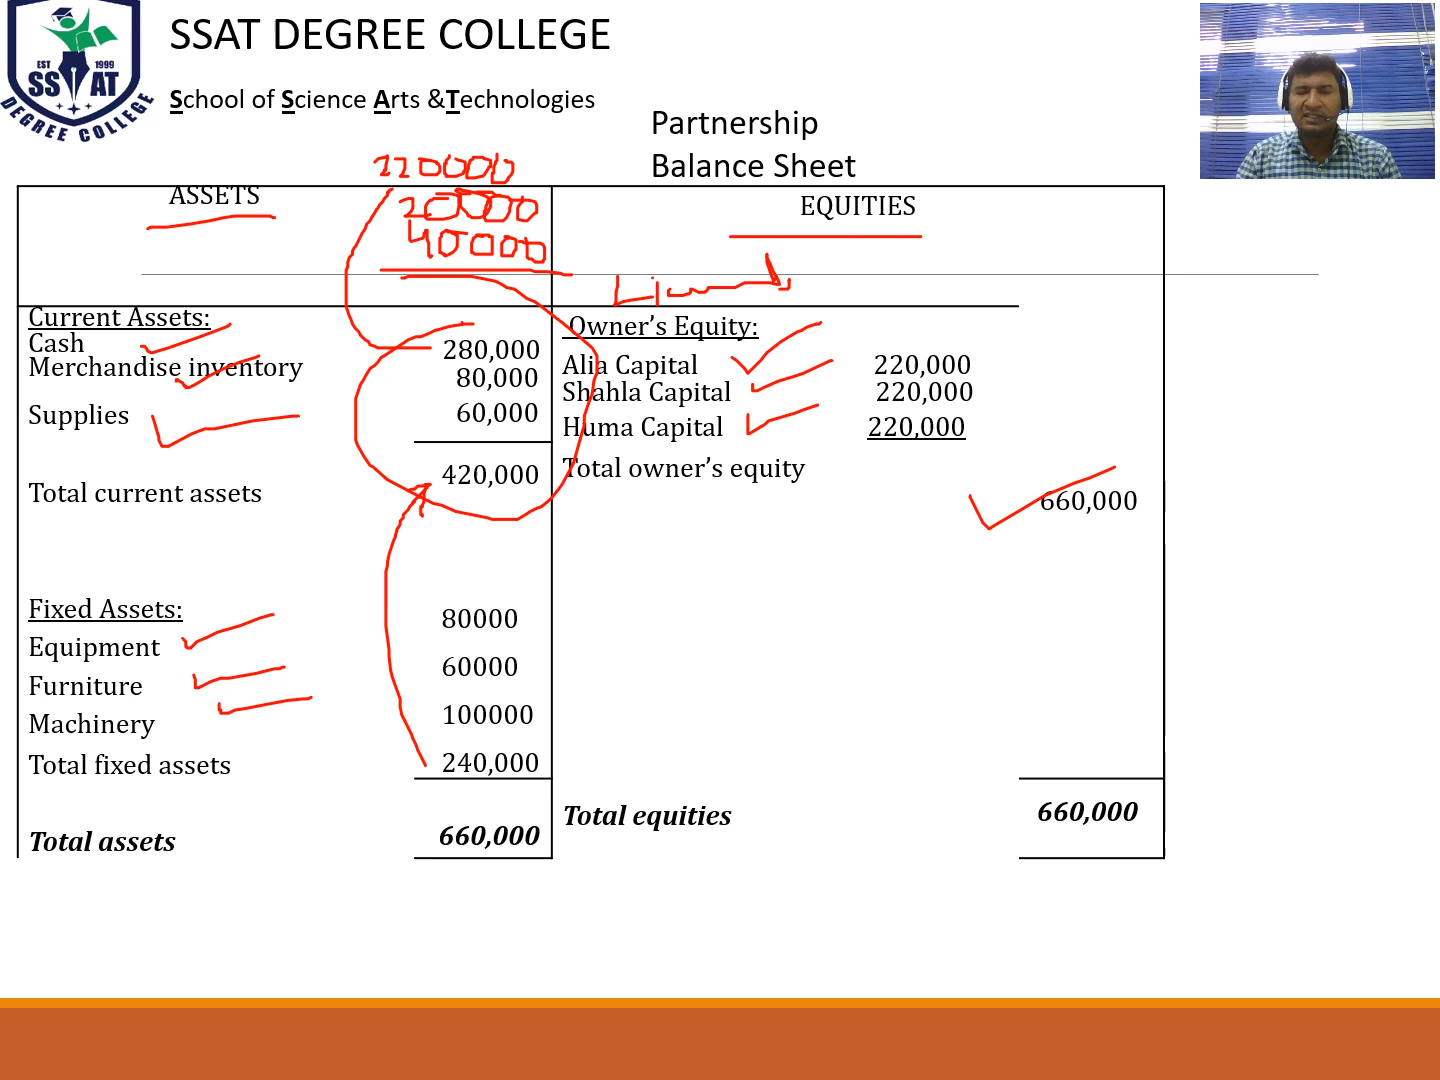 EST 1999
SSAT
DEGREE COLLEGE
SSAT DEGREE COLLEGE
School of Science Arts &Technologies
Partnership
Balance Sheet
220000
20000
40000
ASSETS
EQUITIES
Current Assets:
Cash 280,000
Merchandise inventory 80,000
Supplies 60,000
Total current assets 420,000
Fixed Assets:
80000
Equipment
60000
Furniture
100000
Machinery
Total fixed assets 240,000
Total assets 660,000
Owner's Equity:
Alia Capital 220,000
Shahla Capital 220,000
Huma Capital 220,000
Total owner's equity
660,000
Total equities 660,000